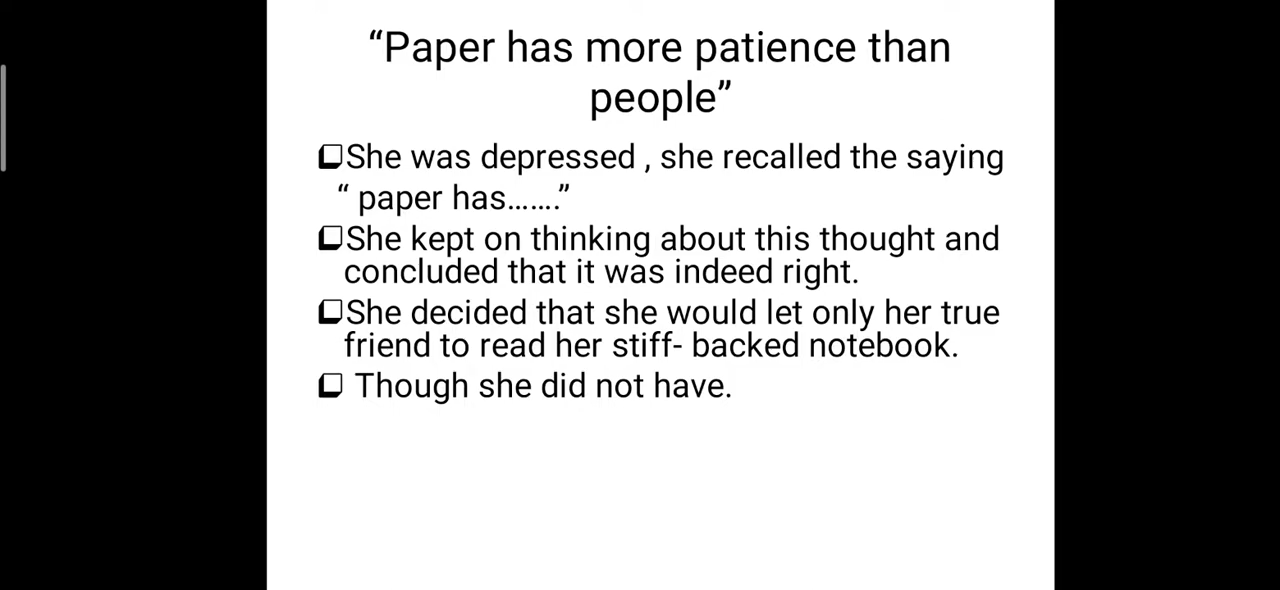 “Paper has more patience than
people”
❑She was depressed , she recalled the saying
“ paper has…….”
❑She kept on thinking about this thought and
concluded that it was indeed right.
❑She decided that she would let only her true
friend to read her stiff- backed notebook.
❑ Though she did not have.